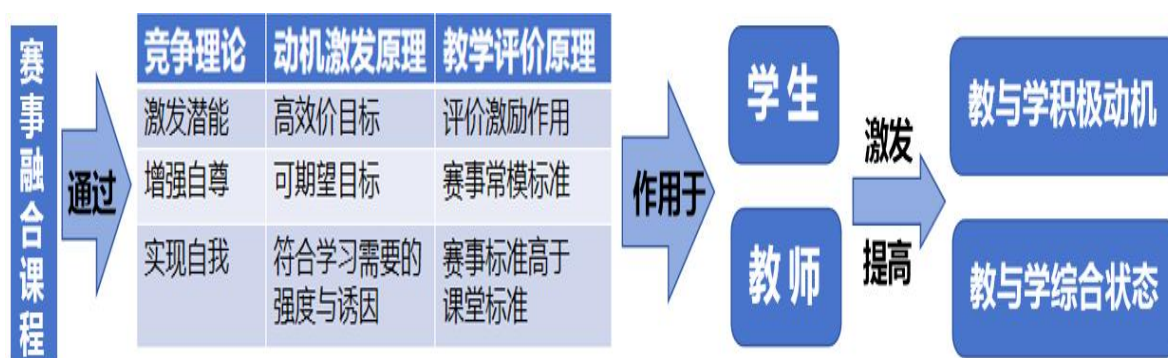 赛事融合课程
通过
竞争理论 动机激发原理 教学评价原理
激发潜能 高效价目标 评价激励作用
增强自尊 可期望目标 赛事常模标准
实现自我 符合学习需要的 赛事标准高于
强度与诱因 课堂标准
作用于
学生
教师
激发
提高
教与学积极动机
教与学综合状态